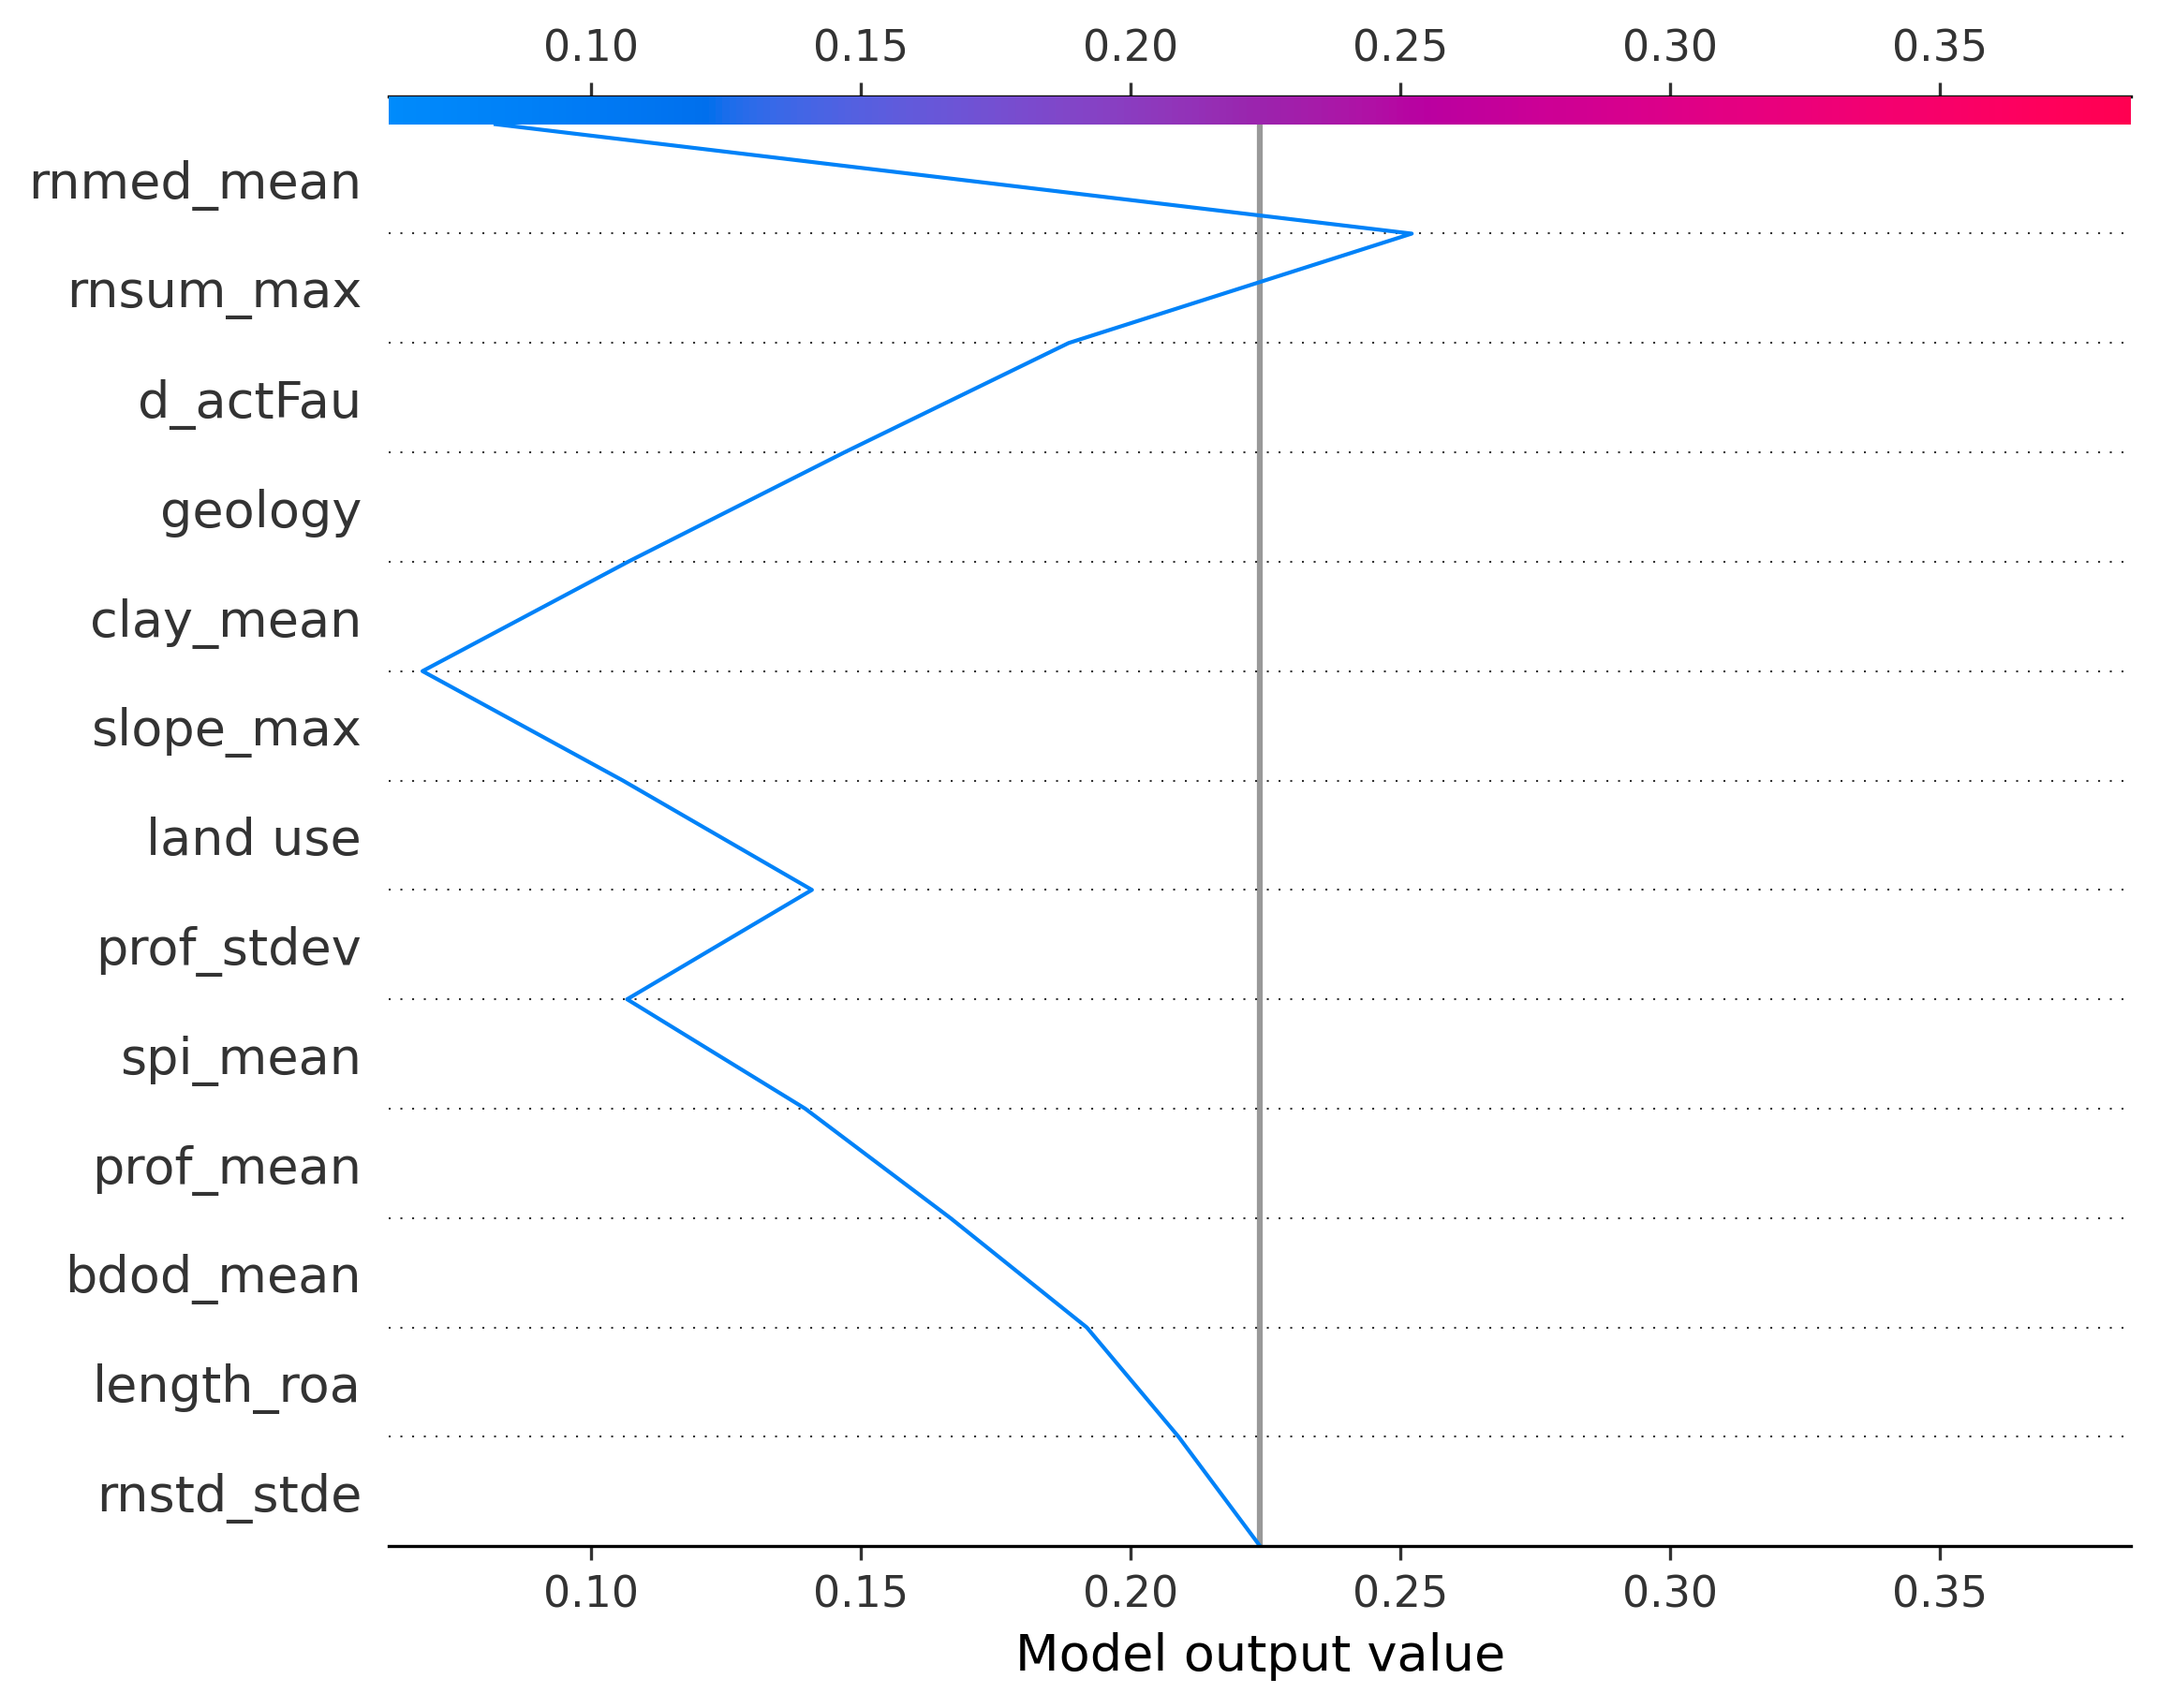 0.10 0.15 0.20 0.25 0.30 0.35
rnmed_mean
rnsum_max
d_actFau
geology
clay_mean
slope_max
land use
prof_stdev
spi_mean
prof_mean
bdod_mean
length_roa
rnstd_stde
0.10 0.15 0.20 0.25 0.30 0.35
Model output value